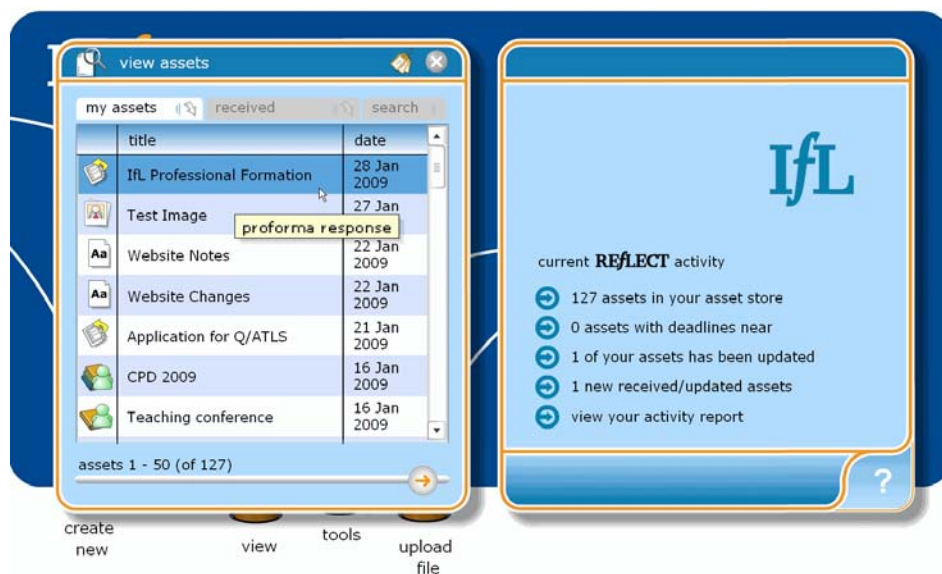 view assets
my assets received search
title date
IfL Professional Formation 28 Jan 2009
Test Image 27 Jan
proforma response
Aa Website Notes 22 Jan 2009
Aa Website Changes 22 Jan 2009
Application for Q/ATLS 21 Jan 2009
CPD 2009 16 Jan 2009
Teaching conference 16 Jan 2009
assets 1 - 50 (of 127)
IfL
current REfLECT activity
127 assets in your asset store
0 assets with deadlines near
1 of your assets has been updated
1 new received/updated assets
view your activity report
?
create new
view
tools
upload file